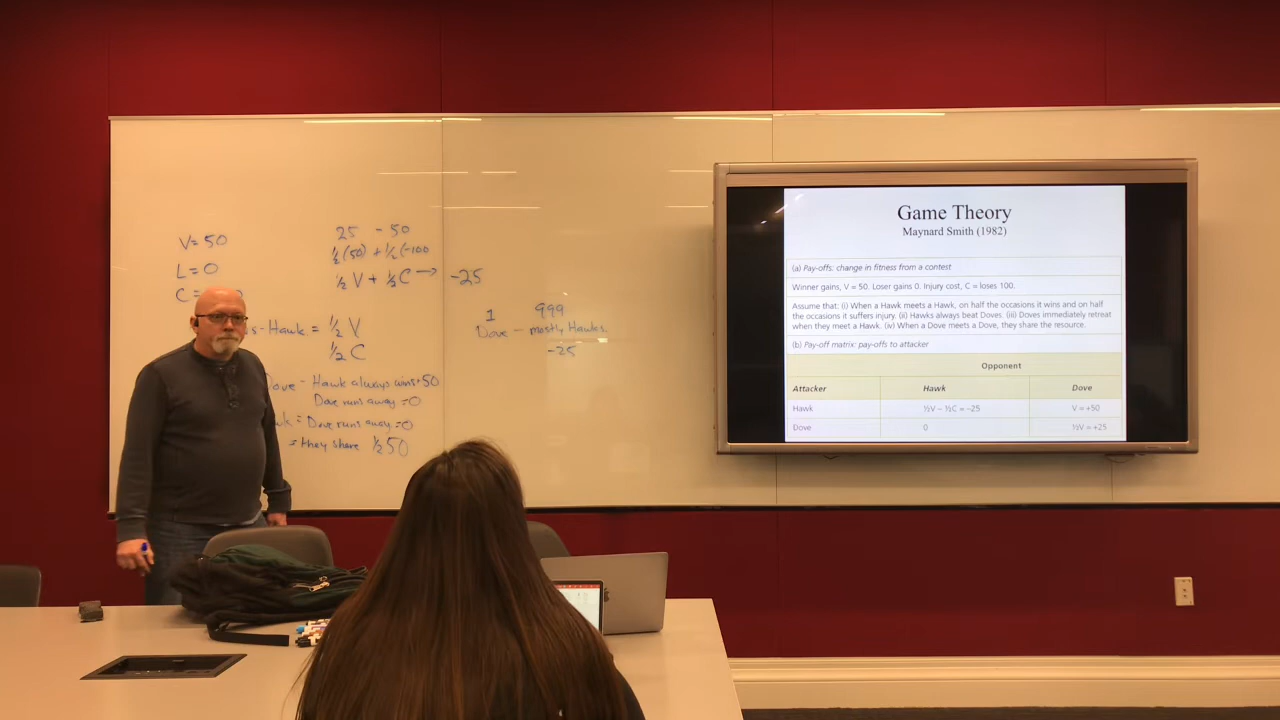 V=50
L=0
C=
25 -50
½(50) + ½(-100
½ V + ½ C → -25
s-Hawk = ½ V
½ C
Dove - Hawk always wins +50
Dove runs away =0
wk = Dove runs away =0
= they share ½ 50
1 999
Dove - mostly Hawks.
-25
Game Theory
Maynard Smith (1982)
(a) Pay-offs: change in fitness from a contest
Winner gains, V = 50. Loser gains 0. Injury cost, C = loses 100.
Assume that: (i) When a Hawk meets a Hawk, on half the occasions it wins and on half
the occasions it suffers injury. (ii) Hawks always beat Doves. (iii) Doves immediately retreat
when they meet a Hawk. (iv) When a Dove meets a Dove, they share the resource.
(b) Pay-off matrix: pay-offs to attacker
Opponent
Attacker Hawk Dove
Hawk ½V − ½C = −25 V = +50
Dove 0 ½V = +25